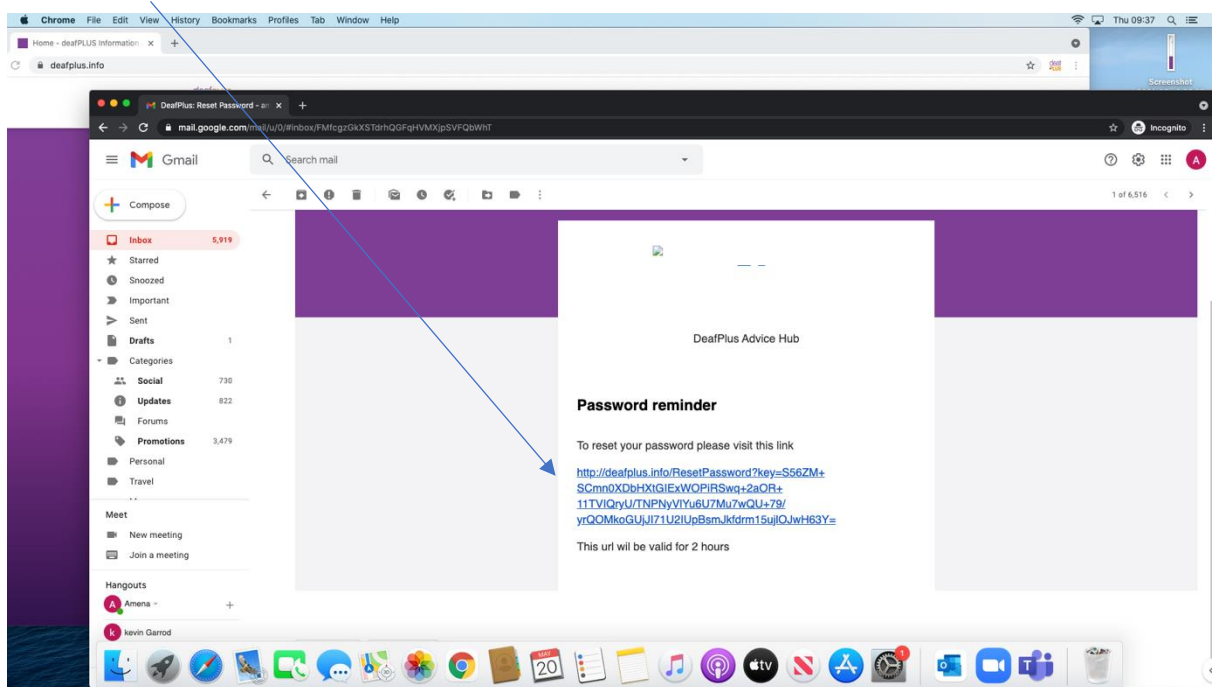 Chrome File Edit View History Bookmarks Profiles Tab Window Help
Thu 09:37
Home - deafPLUS Information
deafplus.info
Screenshot
DeafPlus: Reset Password - am
mail.google.com/mail/u/0/#inbox/FMfcgzGkXSTdrhQGFqHVMXjpSVFQbWhT
Incognito
Gmail
Search mail
A
Compose
1 of 6,516
Inbox 5,919
Starred
Snoozed
Important
Sent
Drafts 1
Categories
Social 730
Updates 822
Forums
Promotions 3,479
Personal
Travel
Meet
New meeting
Join a meeting
Hangouts
A Amena
k kevin Garrod
DeafPlus Advice Hub
Password reminder
To reset your password please visit this link
http://deafplus.info/ResetPassword?key=S56ZM+
SCmn0XDbHXtGIExWOPiRSwq+2aOR+
11TVIQryU/TNPNyVIYu6U7Mu7wQU+79/
yrQOMkoGUjJI71U2IUpBsmJkfdrm15ujlOJwH63Y=
This url wil be valid for 2 hours
MAY
20
tv